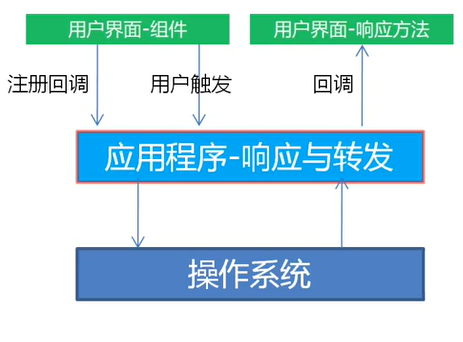 用户界面-组件
用户界面-响应方法
注册回调
用户触发
回调
应用程序-响应与转发
操作系统